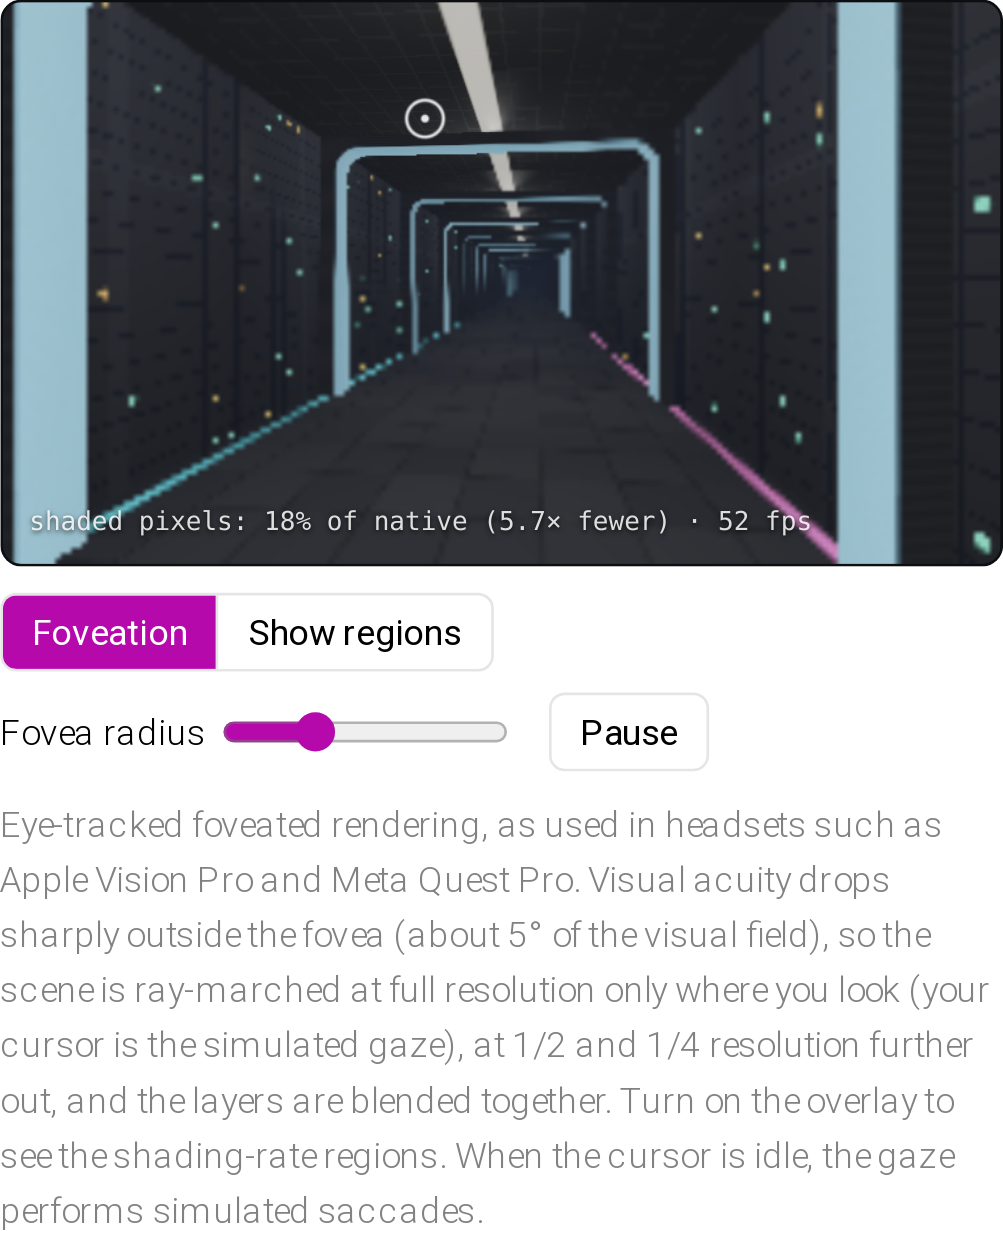 shaded pixels: 18% of native (5.7× fewer) · 52 fps
Foveation
Show regions
Fovea radius
Pause
Eye-tracked foveated rendering, as used in headsets such as
Apple Vision Pro and Meta Quest Pro. Visual acuity drops
sharply outside the fovea (about 5° of the visual field), so the
scene is ray-marched at full resolution only where you look (your
cursor is the simulated gaze), at 1/2 and 1/4 resolution further
out, and the layers are blended together. Turn on the overlay to
see the shading-rate regions. When the cursor is idle, the gaze
performs simulated saccades.